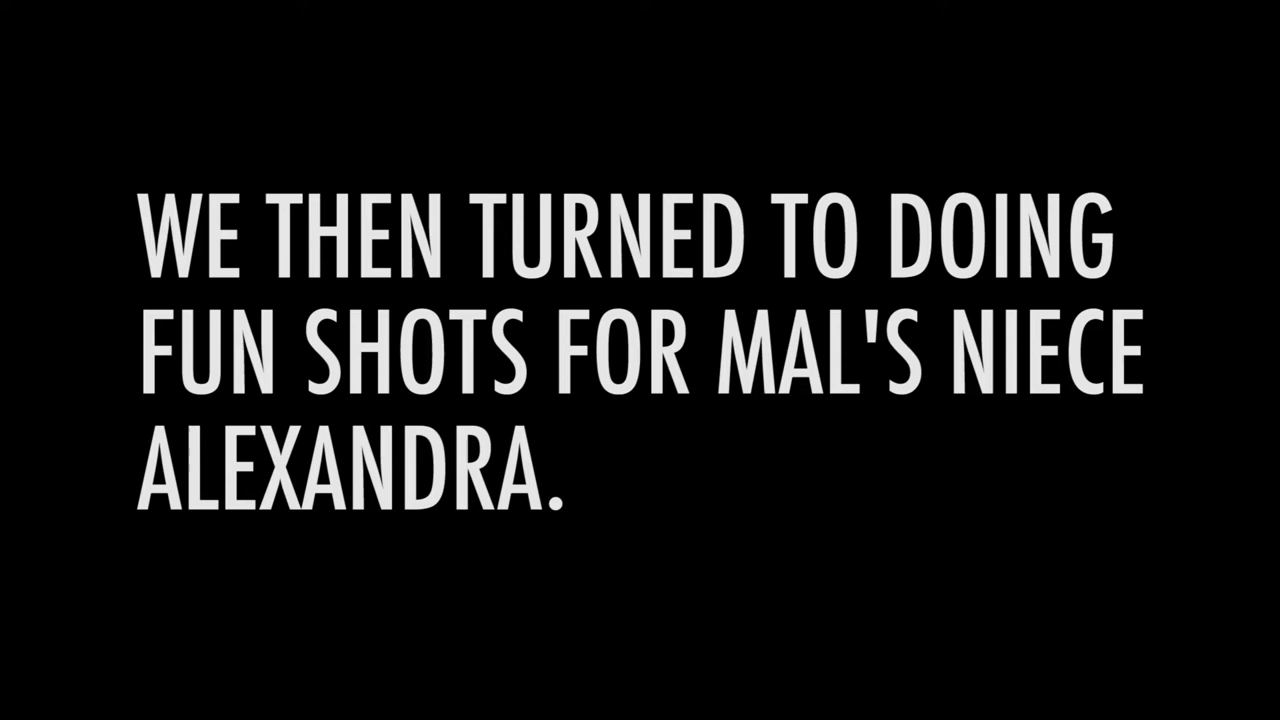 WE THEN TURNED TO DOING
FUN SHOTS FOR MAL'S NIECE
ALEXANDRA.